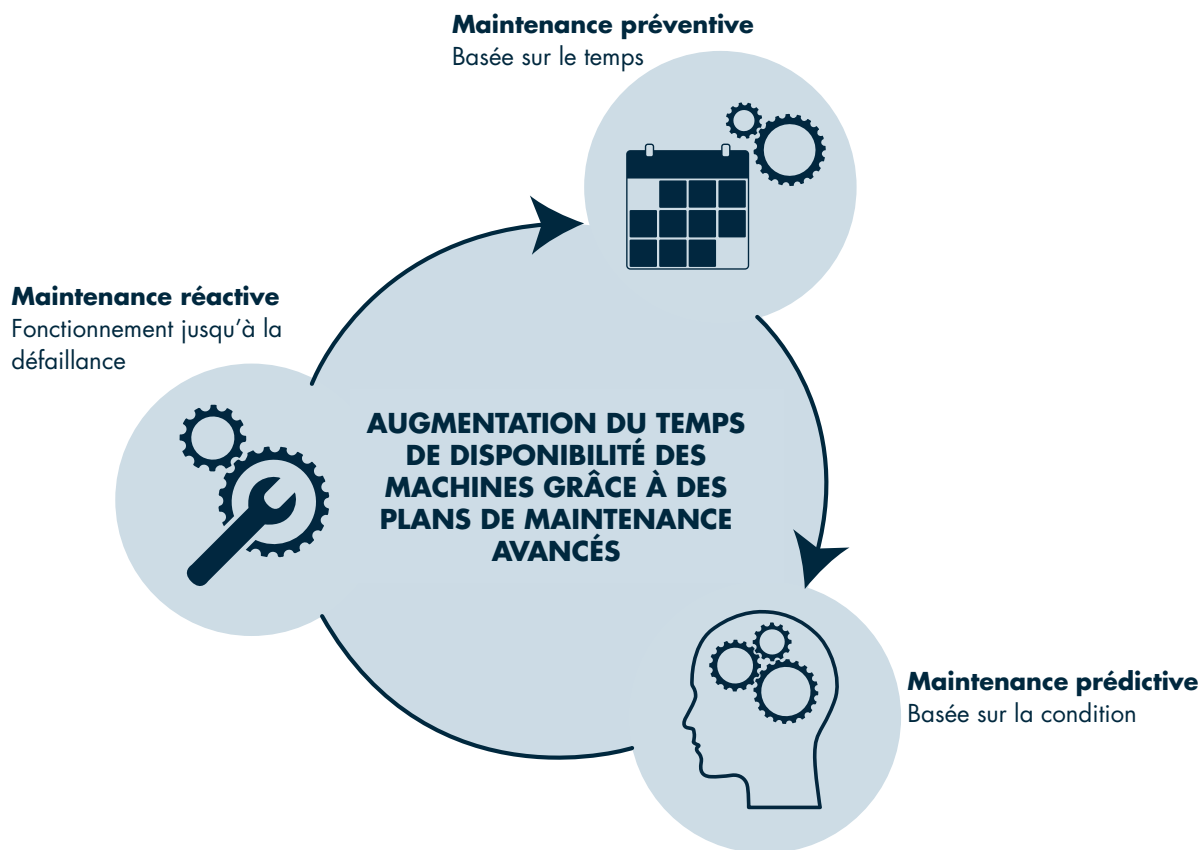 Maintenance préventive
Basée sur le temps
Maintenance réactive
Fonctionnement jusqu’à la
défaillance
AUGMENTATION DU TEMPS
DE DISPONIBILITÉ DES
MACHINES GRÂCE À DES
PLANS DE MAINTENANCE
AVANCÉS
Maintenance prédictive
Basée sur la condition